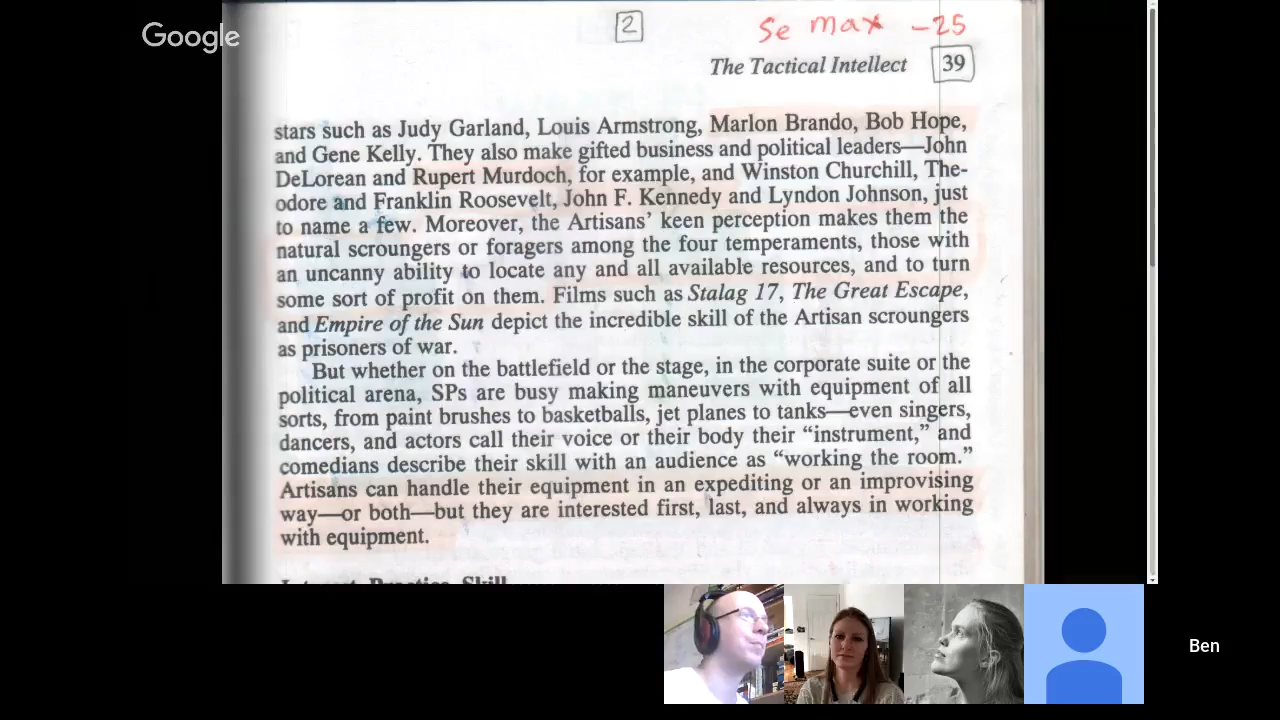 Google
2
Se max -25
The Tactical Intellect 39
stars such as Judy Garland, Louis Armstrong, Marlon Brando, Bob Hope,
and Gene Kelly. They also make gifted business and political leaders—John
DeLorean and Rupert Murdoch, for example, and Winston Churchill, The-
odore and Franklin Roosevelt, John F. Kennedy and Lyndon Johnson, just
to name a few. Moreover, the Artisans' keen perception makes them the
natural scroungers or foragers among the four temperaments, those with
an uncanny ability to locate any and all available resources, and to turn
some sort of profit on them. Films such as Stalag 17, The Great Escape,
and Empire of the Sun depict the incredible skill of the Artisan scroungers
as prisoners of war.
But whether on the battlefield or the stage, in the corporate suite or the
political arena, SPs are busy making maneuvers with equipment of all
sorts, from paint brushes to basketballs, jet planes to tanks—even singers,
dancers, and actors call their voice or their body their “instrument,” and
comedians describe their skill with an audience as “working the room.”
Artisans can handle their equipment in an expediting or an improvising
way—or both—but they are interested first, last, and always in working
with equipment.
Interest, Practice, Skill
Ben